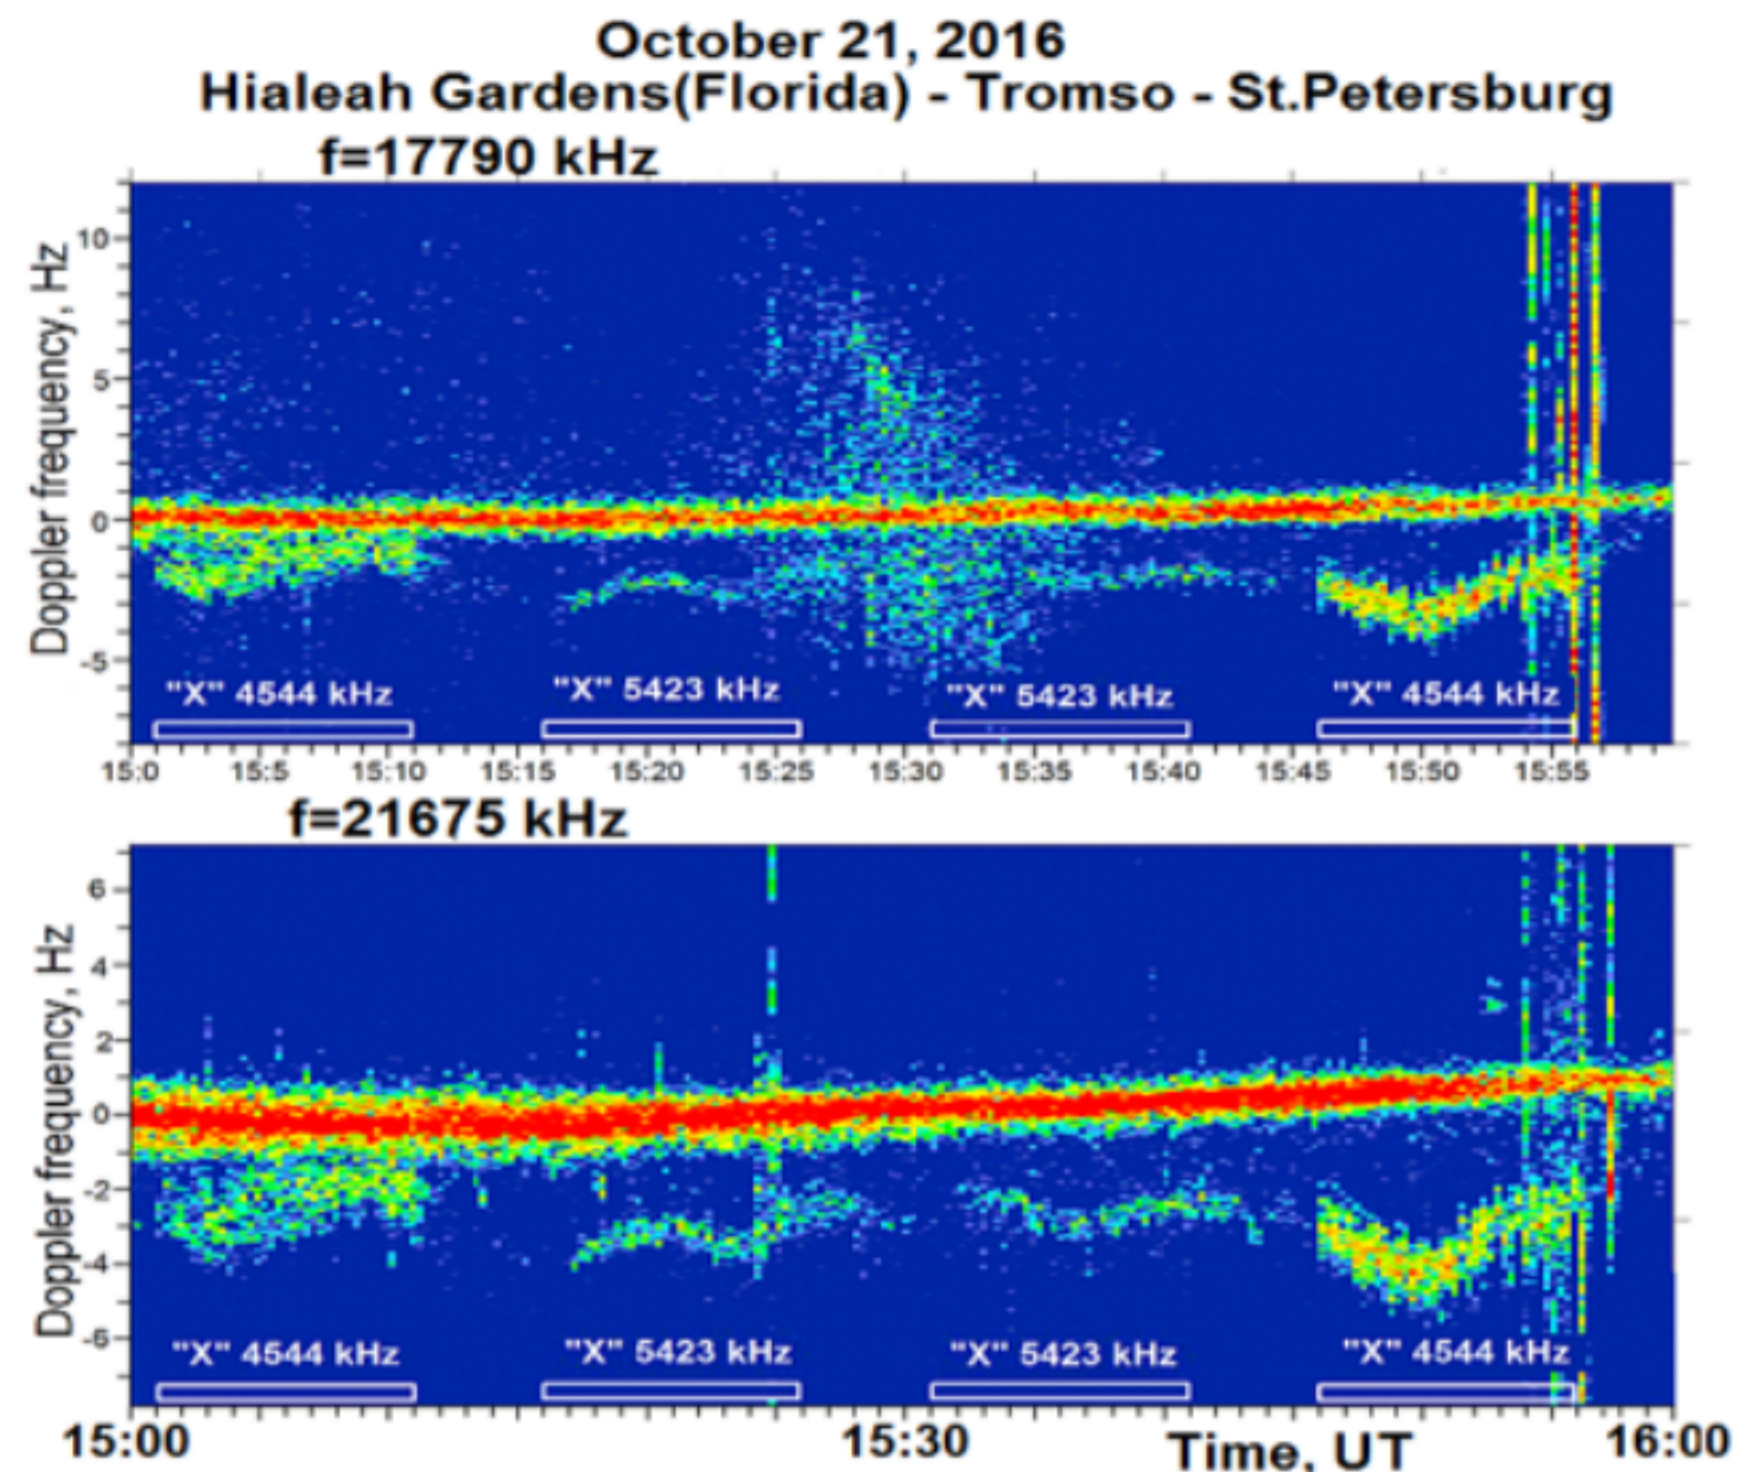 October 21, 2016
Hialeah Gardens(Florida) - Tromso - St.Petersburg
f=17790 kHz
Doppler frequency, Hz
10
5
0
-5
"X" 4544 kHz "X" 5423 kHz "X" 5423 kHz "X" 4544 kHz
15:0 15:5 15:10 15:15 15:20 15:25 15:30 15:35 15:40 15:45 15:50 15:55
f=21675 kHz
Doppler frequency, Hz
6
4
2
0
-2
-4
-6
"X" 4544 kHz "X" 5423 kHz "X" 5423 kHz "X" 4544 kHz
15:00 15:30 Time, UT 16:00